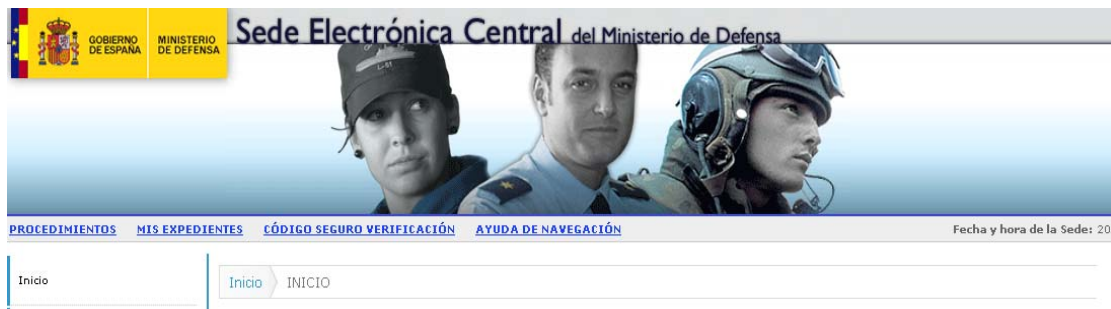 Sede Electrónica Central del Ministerio de Defensa
GOBIERNO MINISTERIO
DE ESPAÑA DE DEFENSA
L-61
PROCEDIMIENTOS MIS EXPEDIENTES CÓDIGO SEGURO VERIFICACIÓN AYUDA DE NAVEGACIÓN Fecha y hora de la Sede: 20
Inicio Inicio INICIO